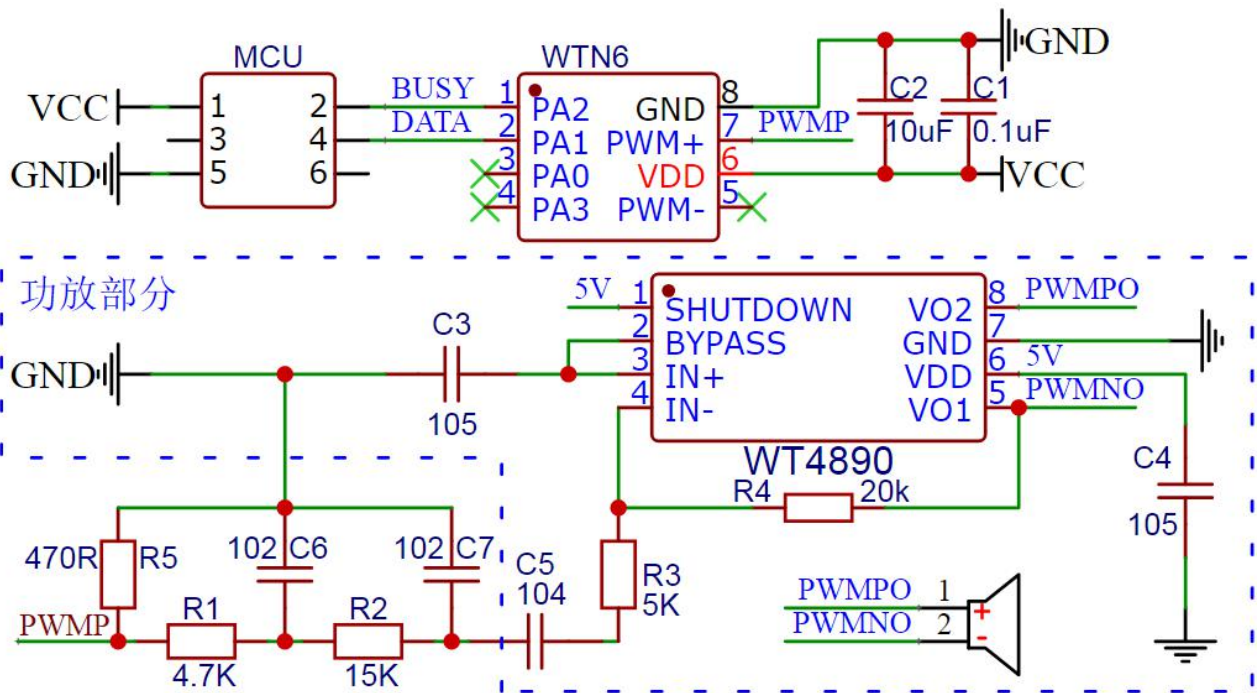 MCU
WTN6
VCC
1
2
BUSY
1
PA2
GND
8
GND
3
4
DATA
2
PA1
PWM+
7
PWMP
C2
10uF
C1
0.1uF
GND
5
6
3
PA0
VDD
6
VCC
4
PA3
PWM-
5
功放部分
5V
1
SHUTDOWN
VO2
8
PWMPO
2
BYPASS
GND
7
GND
C3
105
3
IN+
VDD
6
5V
4
IN-
VO1
5
PWMNO
WT4890
R4
20k
C4
105
470R
R5
102
C6
102
C7
C5
104
R3
5K
PWMP
R1
4.7K
R2
15K
PWMPO
1
PWMNO
2
+
-